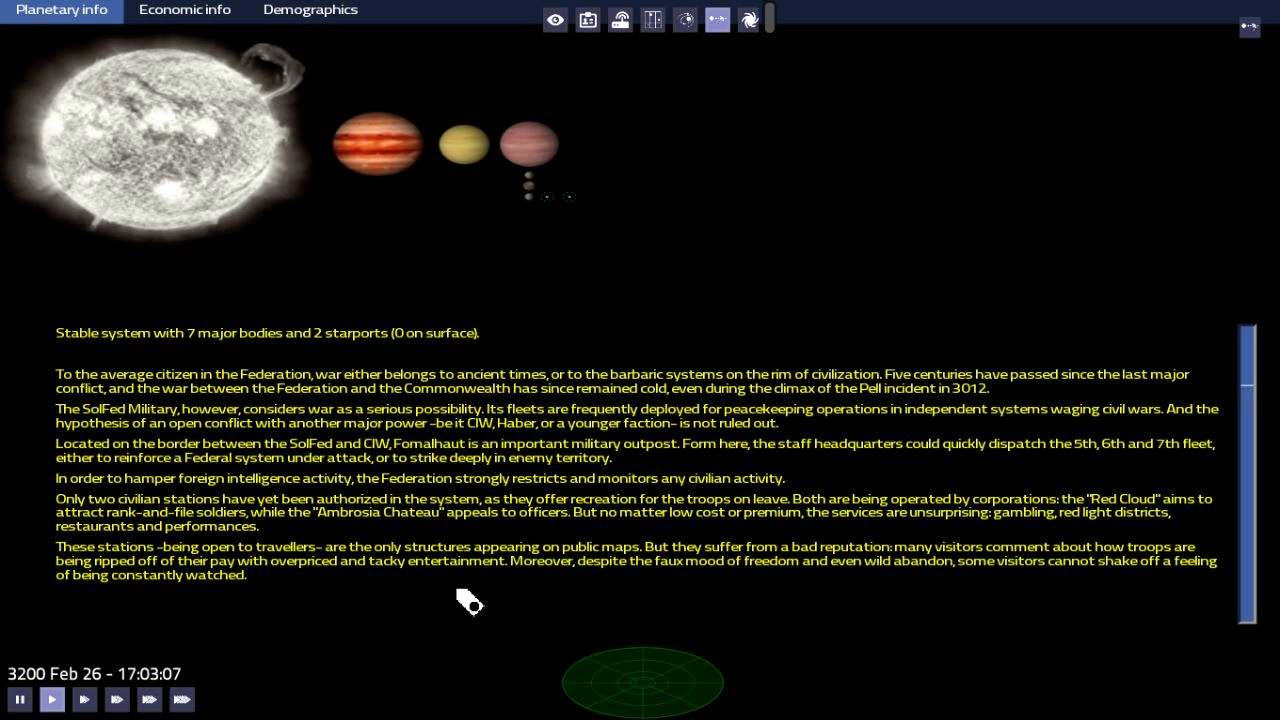 Planetary info Economic info Demographics
Stable system with 7 major bodies and 2 starports (0 on surface).
To the average citizen in the Federation, war either belongs to ancient times, or to the barbaric systems on the rim of civilization. Five centuries have passed since the last major
conflict, and the war between the Federation and the Commonwealth has since remained cold, even during the climax of the Pell incident in 3012.
The SolFed Military, however, considers war as a serious possibility. Its fleets are frequently deployed for peacekeeping operations in independent systems waging civil wars. And the
hypothesis of an open conflict with another major power -be it CIW, Haber, or a younger faction- is not ruled out.
Located on the border between the SolFed and CIW, Fomalhaut is an important military outpost. Form here, the staff headquarters could quickly dispatch the 5th, 6th and 7th fleet,
either to reinforce a Federal system under attack, or to strike deeply in enemy territory.
In order to hamper foreign intelligence activity, the Federation strongly restricts and monitors any civilian activity.
Only two civilian stations have yet been authorized in the system, as they offer recreation for the troops on leave. Both are being operated by corporations: the "Red Cloud" aims to
attract rank-and-file soldiers, while the "Ambrosia Chateau" appeals to officers. But no matter low cost or premium, the services are unsurprising: gambling, red light districts,
restaurants and performances.
These stations -being open to travellers- are the only structures appearing on public maps. But they suffer from a bad reputation: many visitors comment about how troops are
being ripped off of their pay with overpriced and tacky entertainment. Moreover, despite the faux mood of freedom and even wild abandon, some visitors cannot shake off a feeling
of being constantly watched.
3200 Feb 26 - 17:03:07